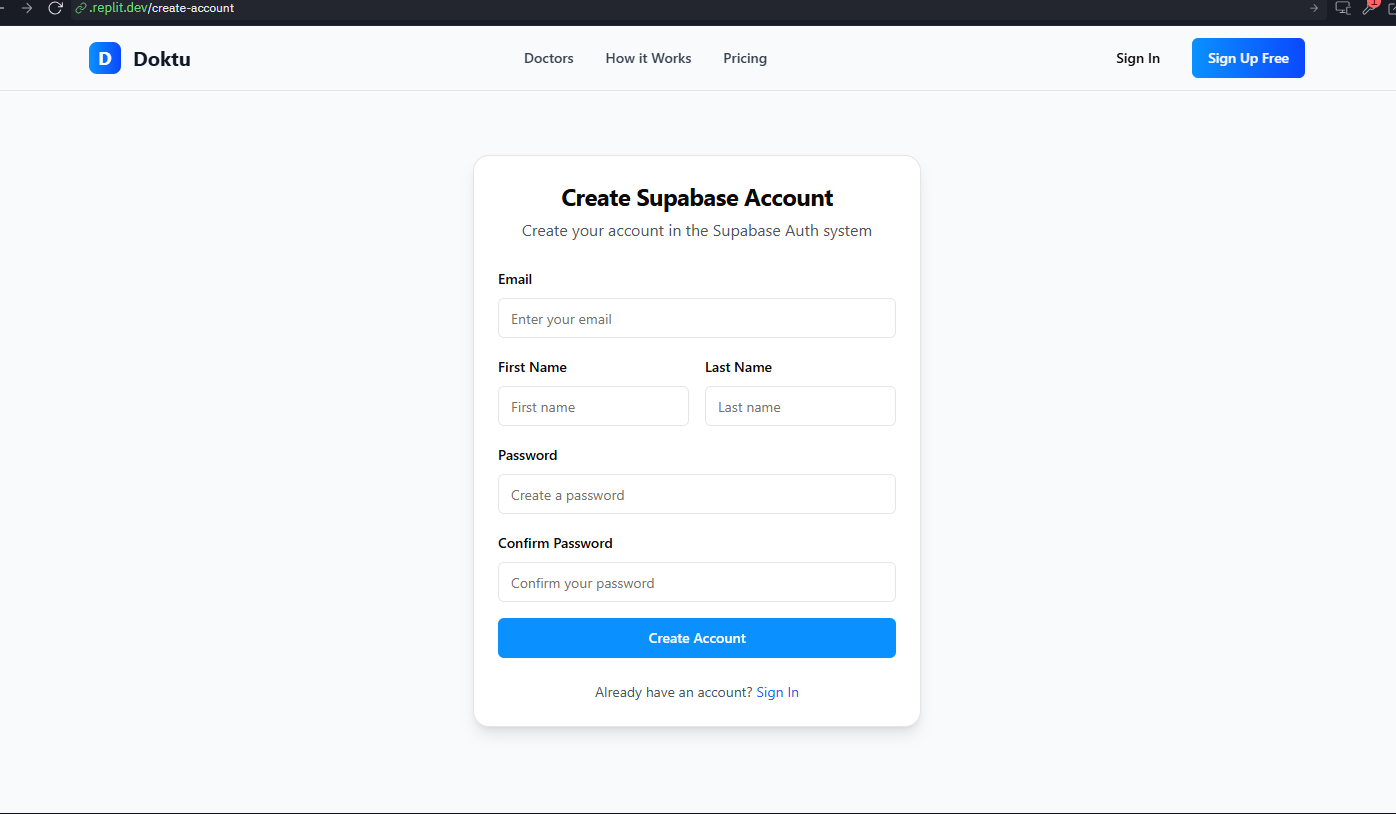 .replit.dev/create-account
1
D Doktu Doctors How it Works Pricing Sign In Sign Up Free
Create Supabase Account
Create your account in the Supabase Auth system
Email
Enter your email
First Name Last Name
First name Last name
Password
Create a password
Confirm Password
Confirm your password
Create Account
Already have an account? Sign In